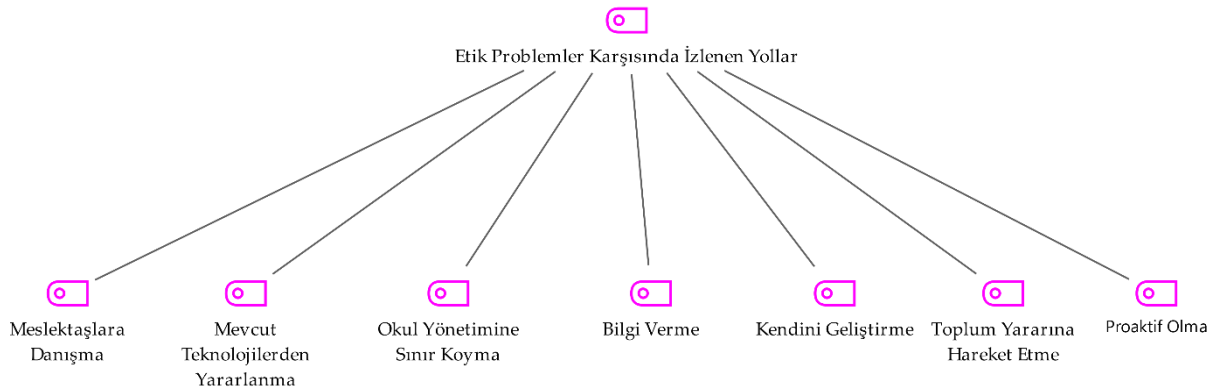 Etik Problemler Karşısında İzlenen Yollar
Meslektaşlara
Danışma
Mevcut
Teknolojilerden
Yararlanma
Okul Yönetimine
Sınır Koyma
Bilgi Verme
Kendini Geliştirme
Toplum Yararına
Hareket Etme
Proaktif Olma